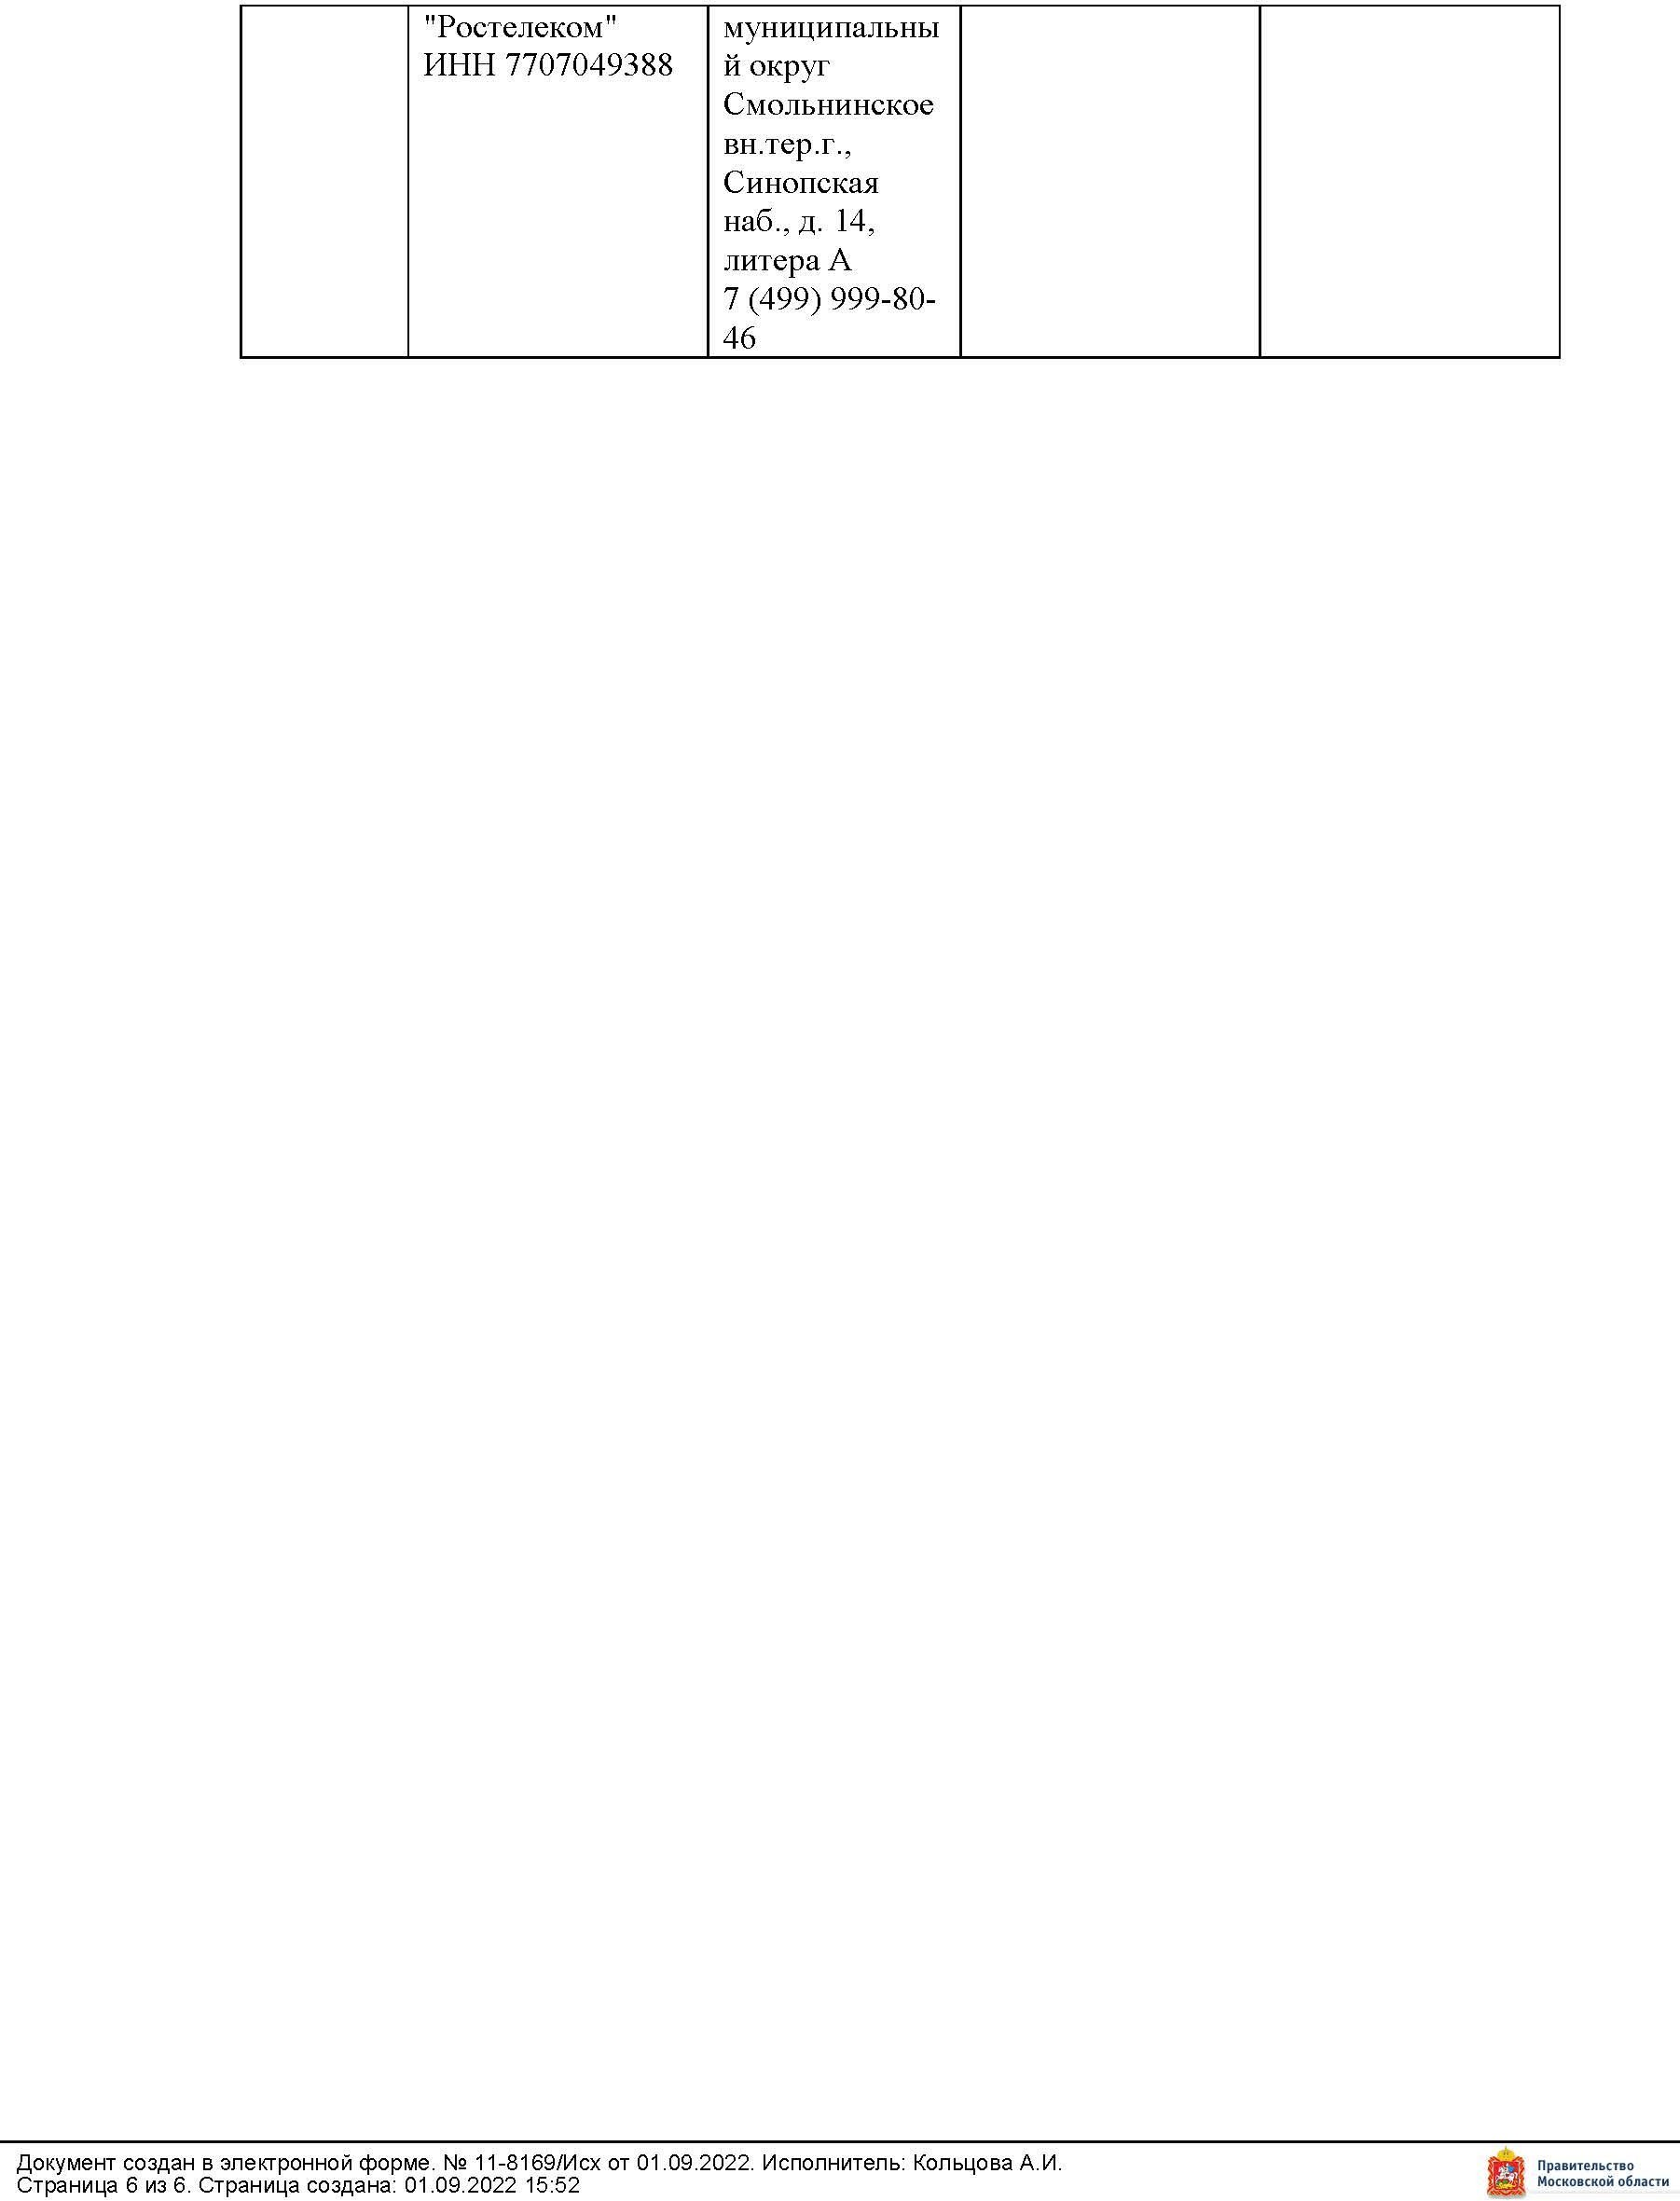 "Ростелеком"
ИНН 7707049388
муниципальны
й округ
Смольнинское
вн.тер.г.,
Синопская
наб., д. 14,
литера А
7 (499) 999-80-
46
Документ создан в электронной форме. № 11-8169/Исх от 01.09.2022. Исполнитель: Кольцова А.И.
Страница 6 из 6. Страница создана: 01.09.2022 15:52
Правительство
Московской области